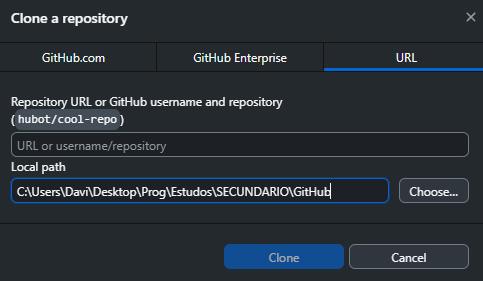 Clone a repository
GitHub.com
GitHub Enterprise
URL
Repository URL or GitHub username and repository
(hubot/cool-repo)
URL or username/repository
Local path
C:\Users\Davi\Desktop\Prog\Estudos\SECUNDARIO\GitHub
Choose...
Clone
Cancel